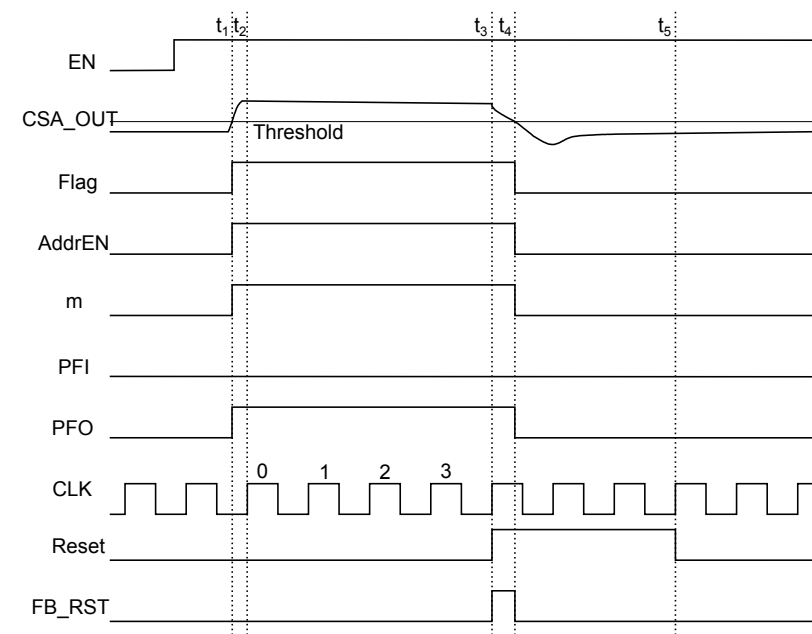 t1 t2 t3 t4 t5
EN
CSA_OUT
Threshold
Flag
AddrEN
m
PFI
PFO
0 1 2 3
CLK
Reset
FB_RST